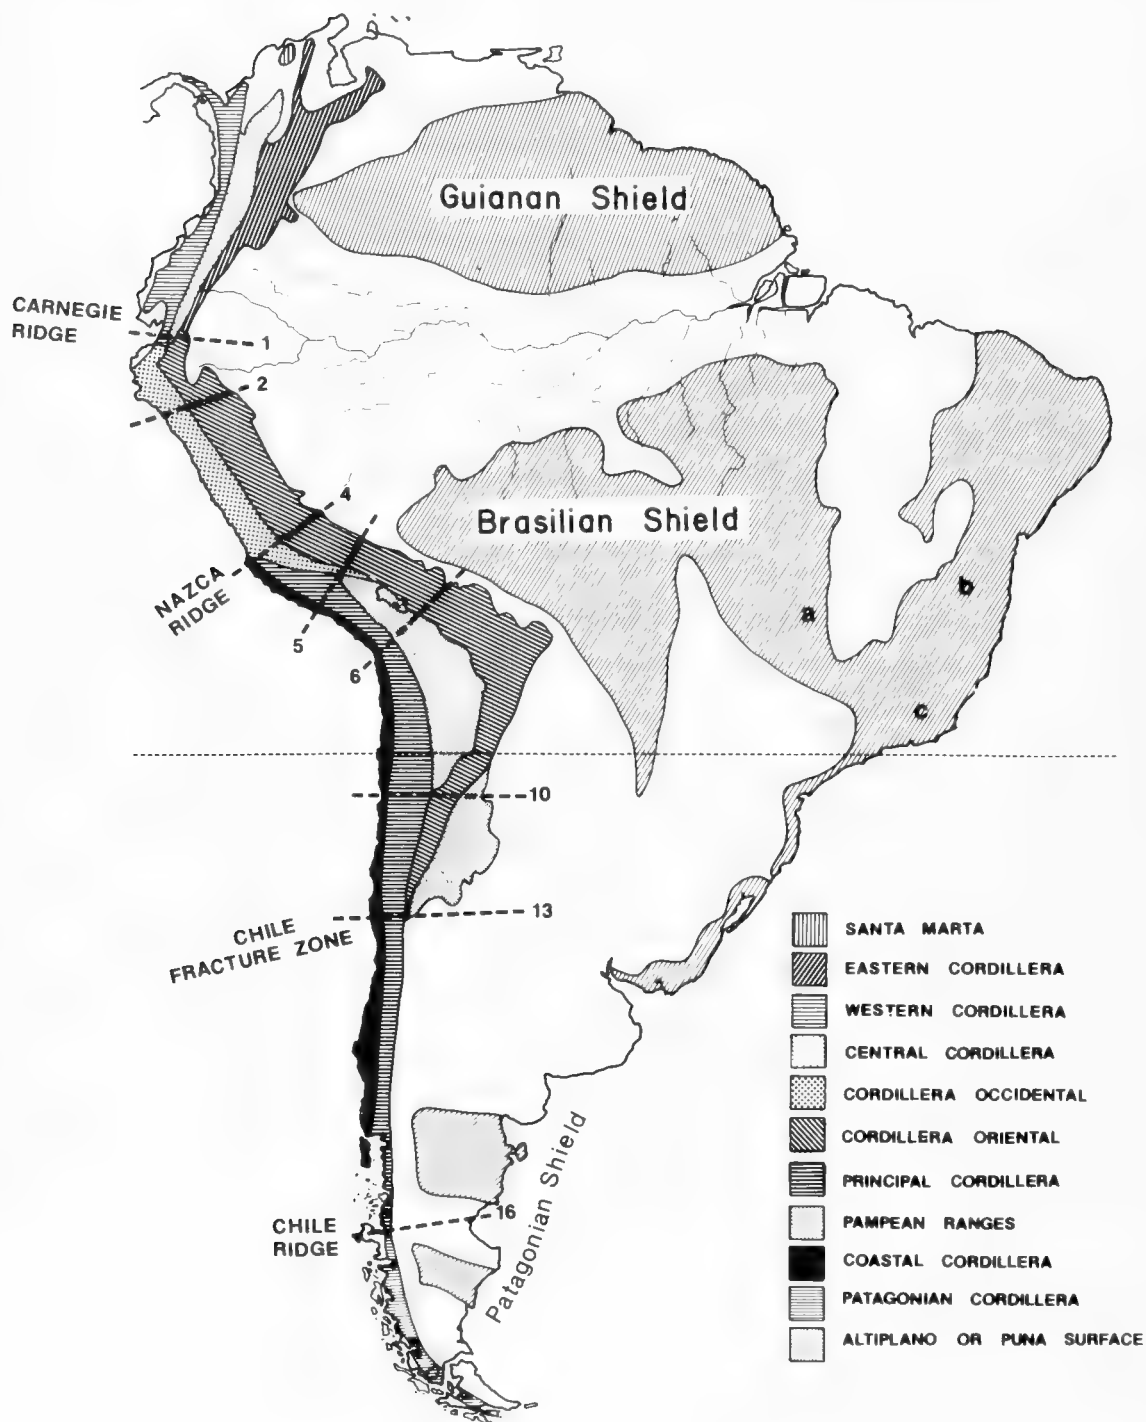 Guianan Shield
CARNEGIE
RIDGE
1
2
4
Brasilian Shield
NAZCA
RIDGE
5
6
a
b
c
10
13
CHILE
FRACTURE ZONE
SANTA MARTA
EASTERN CORDILLERA
WESTERN CORDILLERA
CENTRAL CORDILLERA
CORDILLERA OCCIDENTAL
CORDILLERA ORIENTAL
PRINCIPAL CORDILLERA
PAMPEAN RANGES
COASTAL CORDILLERA
PATAGONIAN CORDILLERA
ALTIPLANO OR PUNA SURFACE
Patagonian Shield
16
CHILE
RIDGE